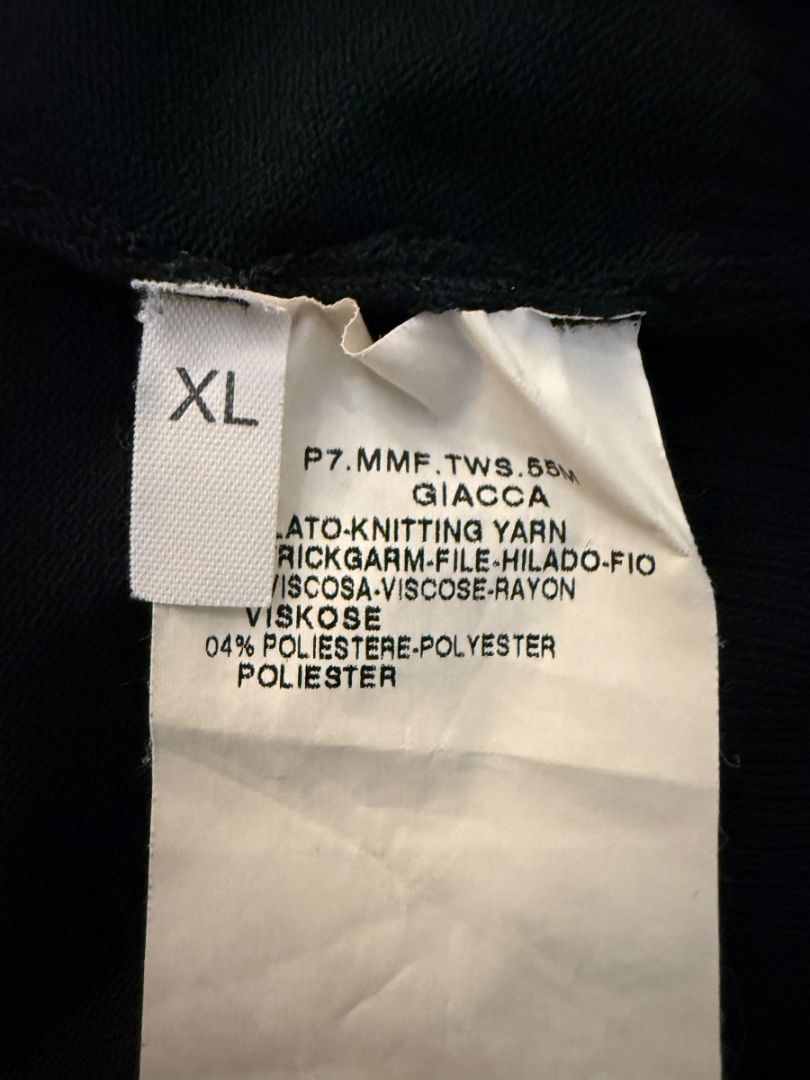 XL
P7.MMF.TWS.55M
GIACCA
LATO-KNITTING YARN
RICKGARM-FILE-HILADO-FIO
VISCOSA-VISCOSE-RAYON
VISKOSE
04% POLIESTERE-POLYESTER
POLIESTER